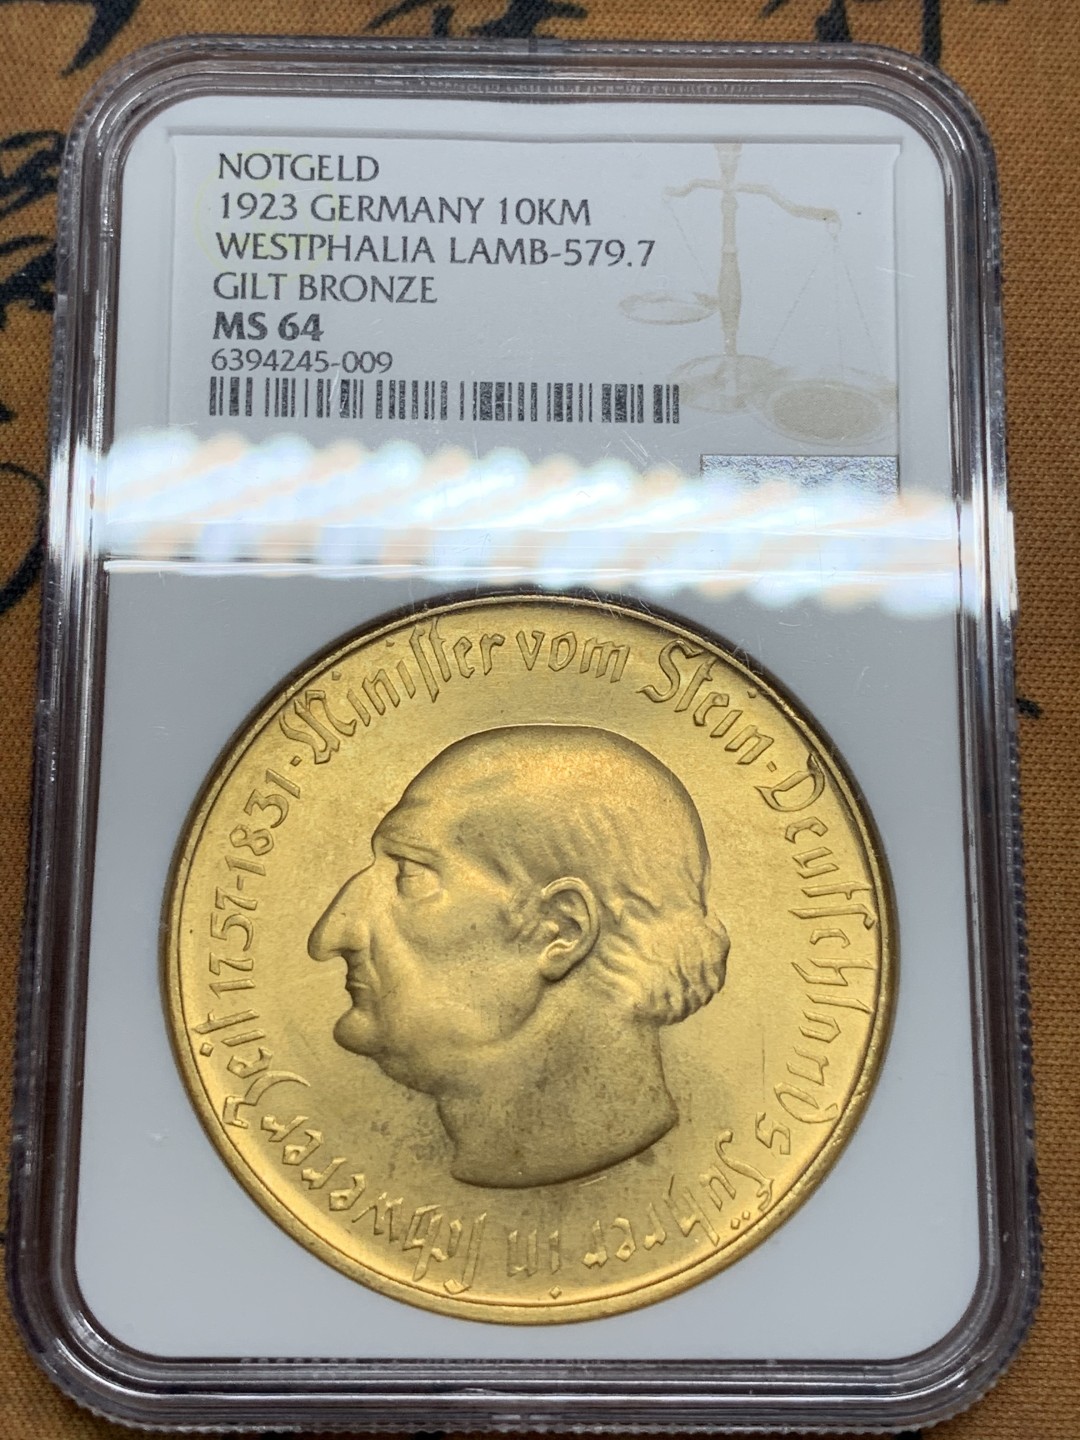 NOTGELD
1923 GERMANY 10KM
WESTPHALIA LAMB-579.7
GILT BRONZE
MS 64
6394245-009
Minister vom Stein · Deutschlands Führer in schwerer Zeit 1757-1831 ·